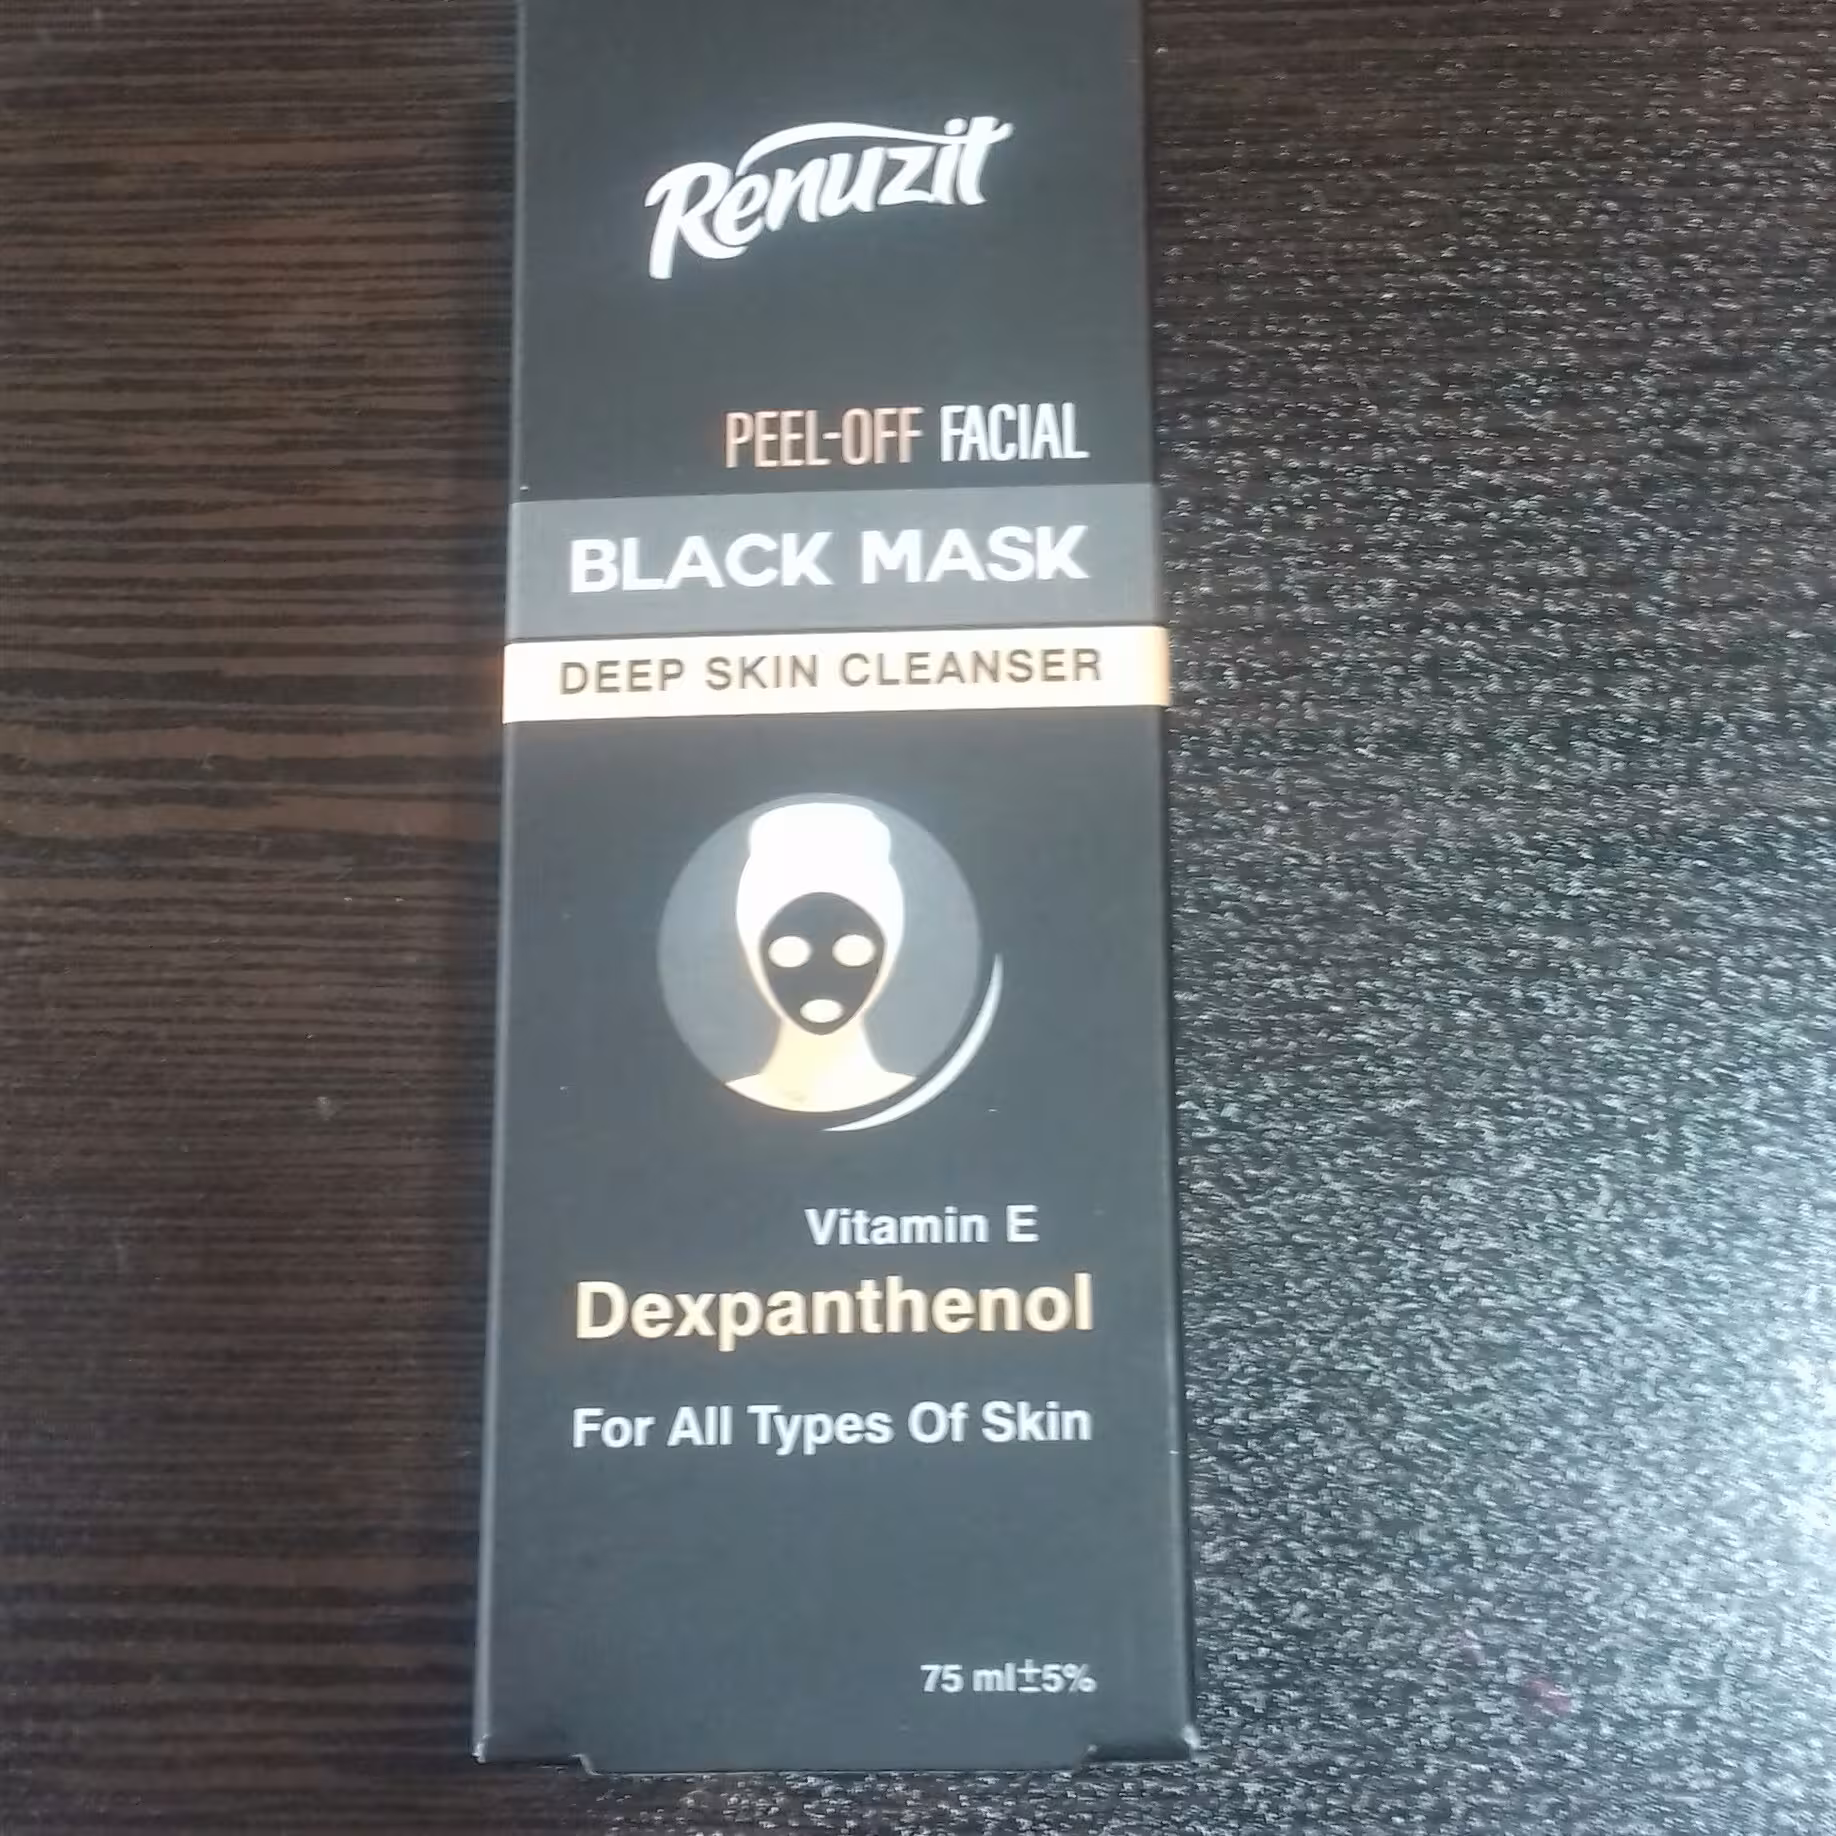 Renuzit
PEEL-OFF FACIAL
BLACK MASK
DEEP SKIN CLEANSER
Vitamin E
Dexpanthenol
For All Types Of Skin
75 ml±5%